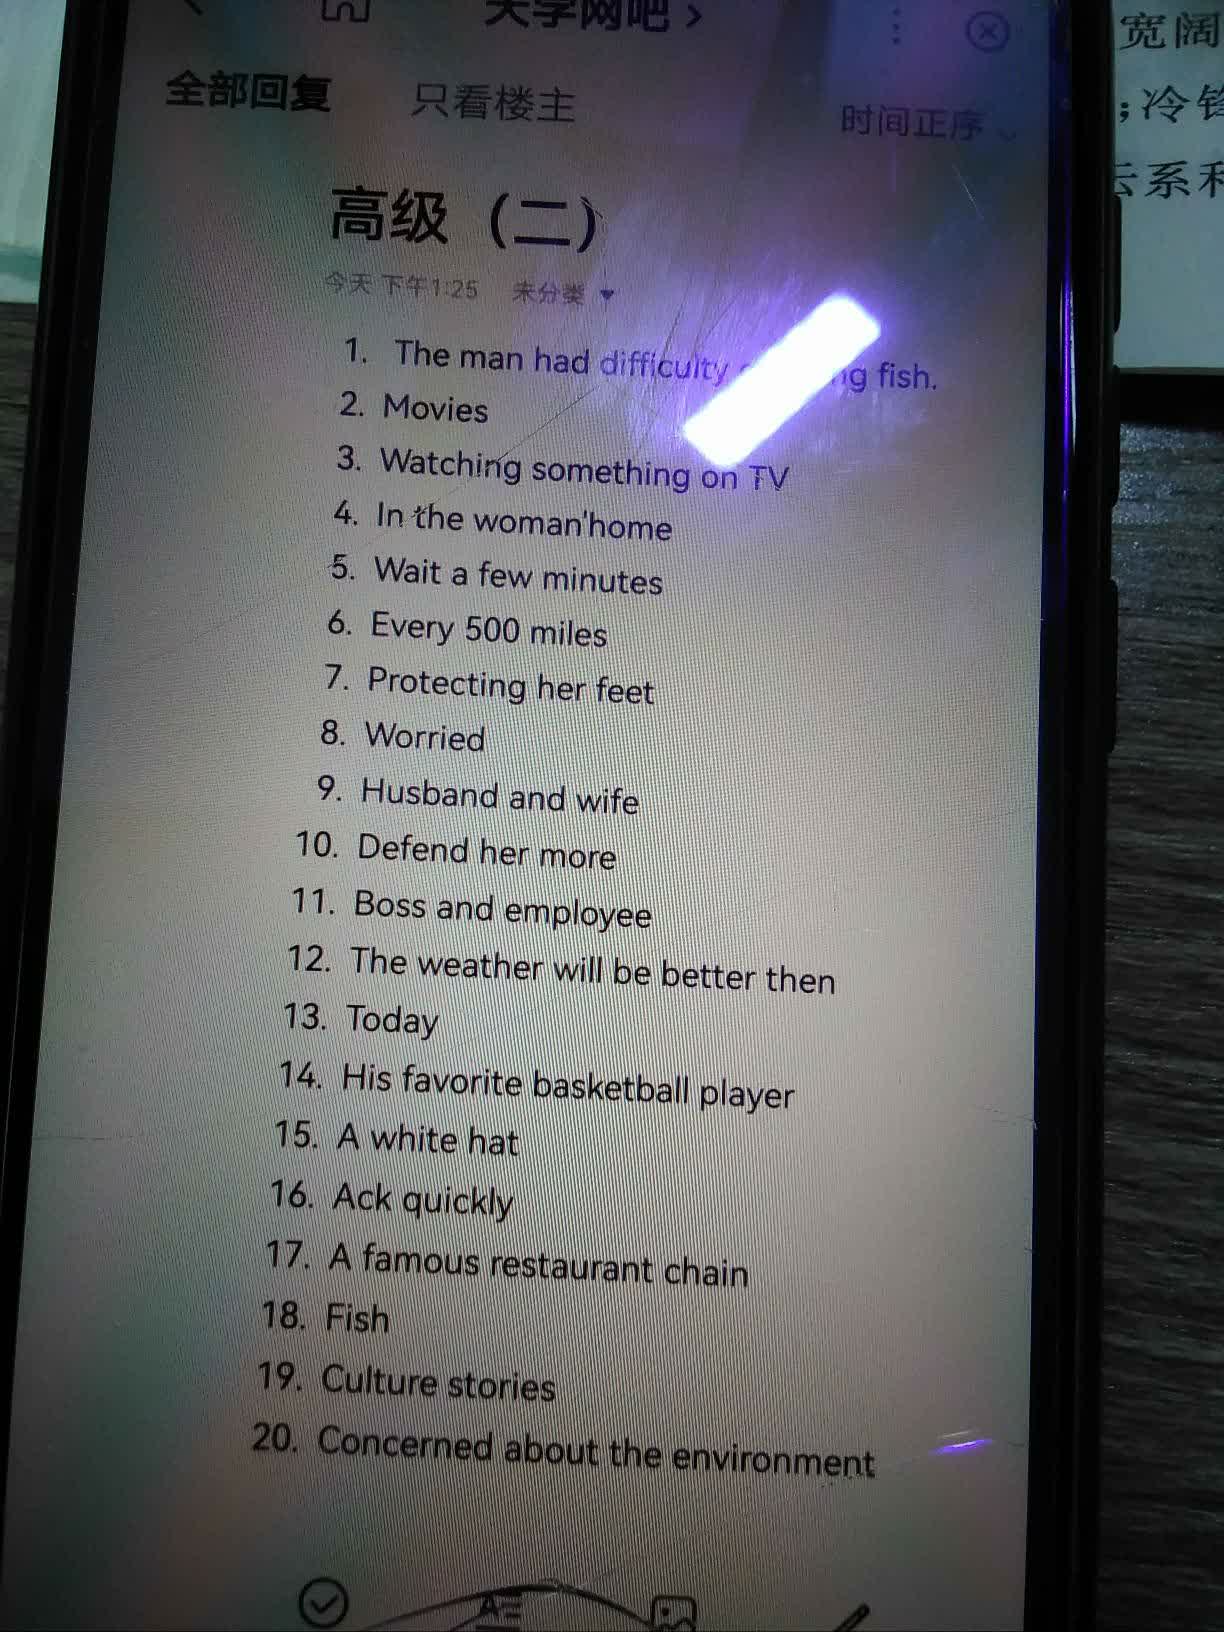 天学网吧 >
全部回复 只看楼主 时间正序
高级（二）
今天 下午1:25 未分类
1. The man had difficulty fish.
2. Movies
3. Watching something on TV
4. In the woman'home
5. Wait a few minutes
6. Every 500 miles
7. Protecting her feet
8. Worried
9. Husband and wife
10. Defend her more
11. Boss and employee
12. The weather will be better then
13. Today
14. His favorite basketball player
15. A white hat
16. Ack quickly
17. A famous restaurant chain
18. Fish
19. Culture stories
20. Concerned about the environment
宽阔
；冷锋
云系和